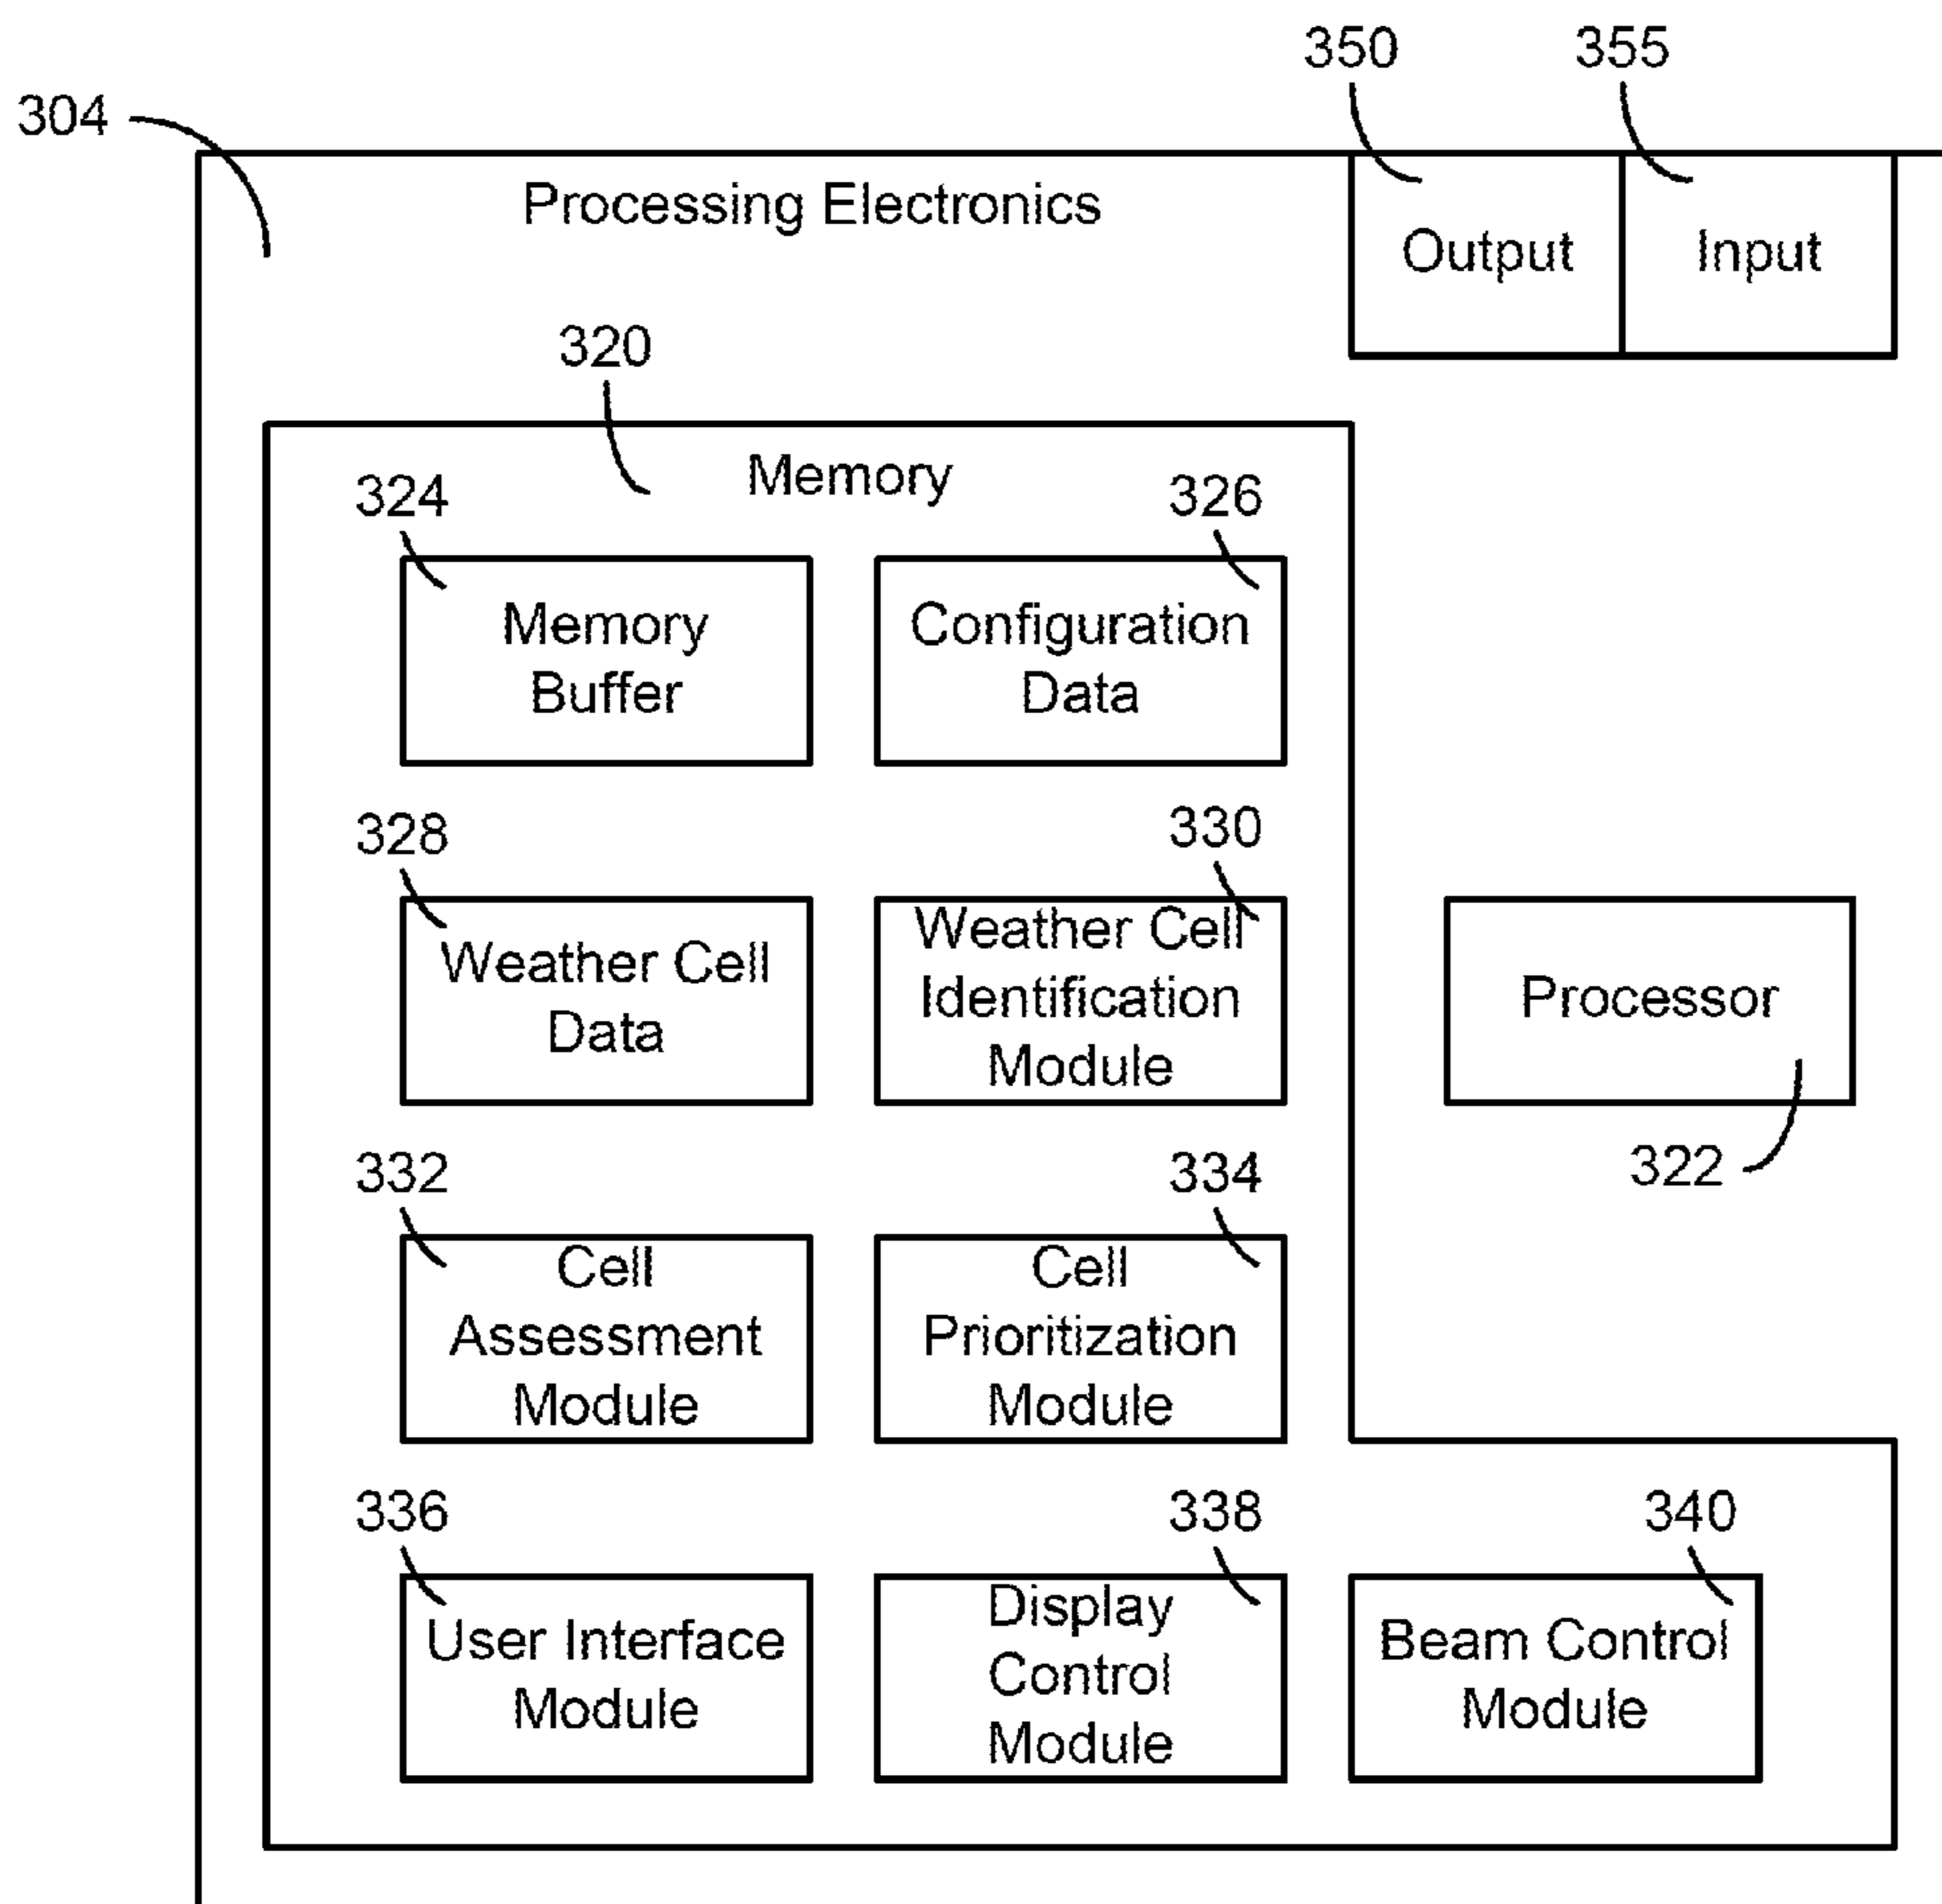 350
355
304
Processing Electronics
Output
Input
320
Memory
324
326
Memory
Buffer
Configuration
Data
328
330
Weather Cell
Data
Weather Cell
Identification
Module
Processor
322
332
334
Cell
Assessment
Module
Cell
Prioritization
Module
336
338
340
User Interface
Module
Display
Control
Module
Beam Control
Module